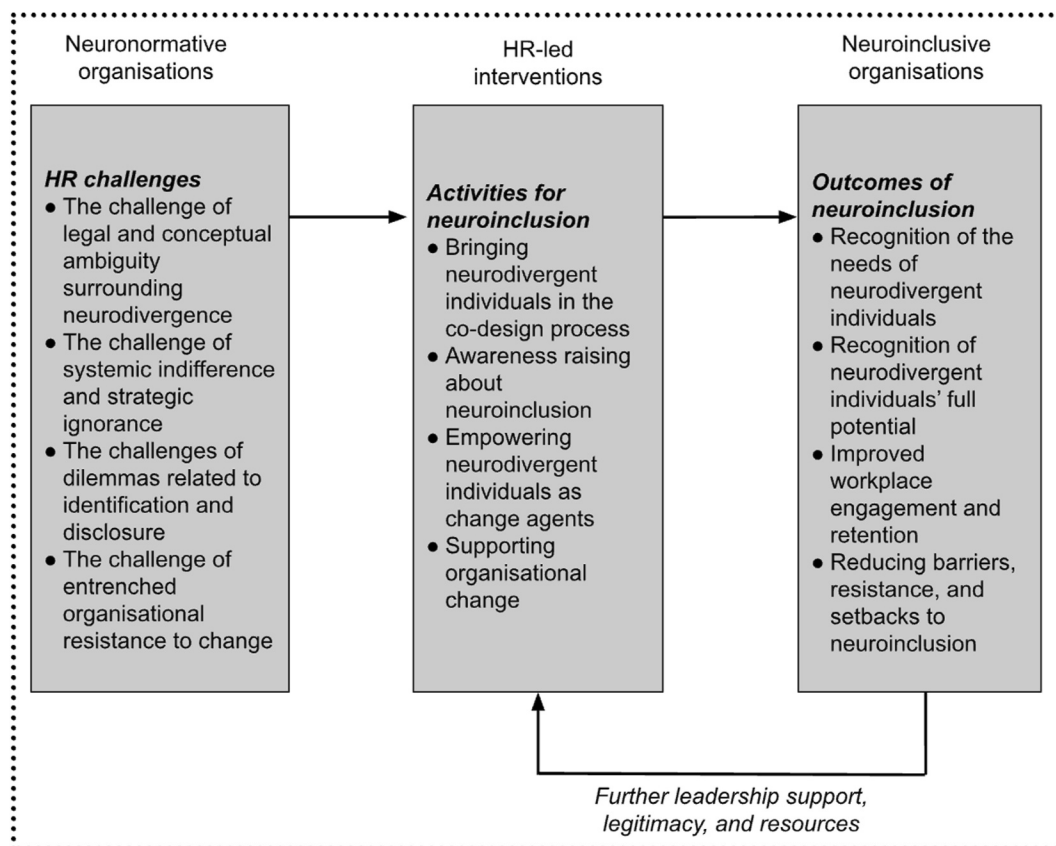 Neuronormative
organisations
HR challenges
● The challenge of
legal and conceptual
ambiguity
surrounding
neurodivergence
● The challenge of
systemic indifference
and strategic
ignorance
● The challenges of
dilemmas related to
identification and
disclosure
● The challenge of
entrenched
organisational
resistance to change
HR-led
interventions
Activities for
neuroinclusion
● Bringing
neurodivergent
individuals in the
co-design process
● Awareness raising
about
neuroinclusion
● Empowering
neurodivergent
individuals as
change agents
● Supporting
organisational
change
Neuroinclusive
organisations
Outcomes of
neuroinclusion
● Recognition of the
needs of
neurodivergent
individuals
● Recognition of
neurodivergent
individuals’ full
potential
● Improved
workplace
engagement and
retention
● Reducing barriers,
resistance, and
setbacks to
neuroinclusion
Further leadership support,
legitimacy, and resources